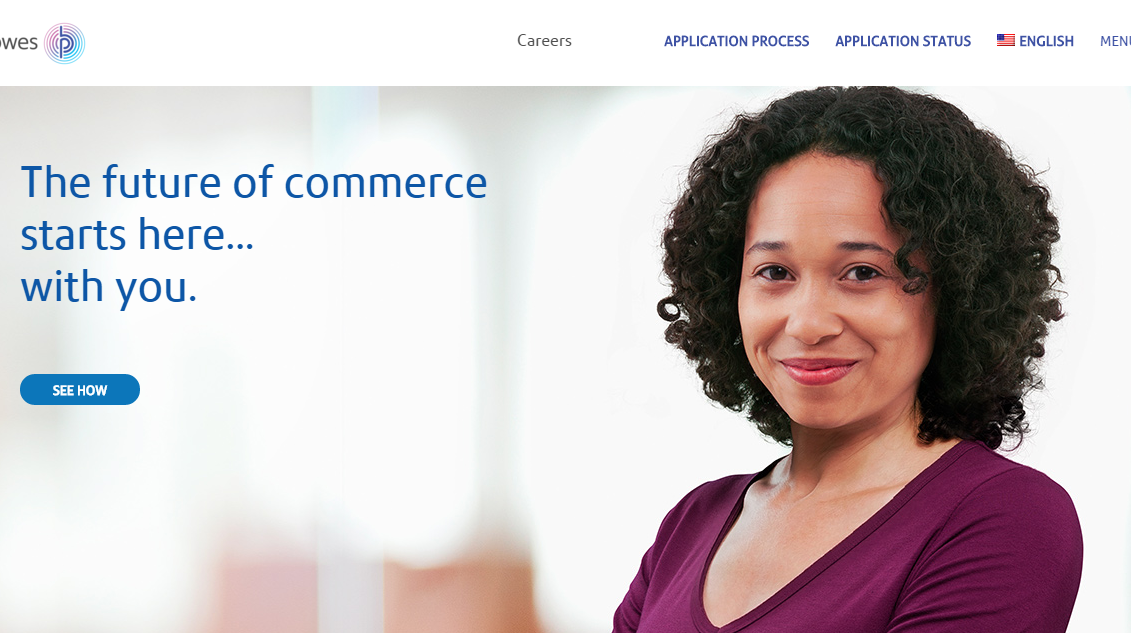 owes
Careers
APPLICATION PROCESS
APPLICATION STATUS
ENGLISH
MENU
The future of commerce
starts here...
with you.
SEE HOW